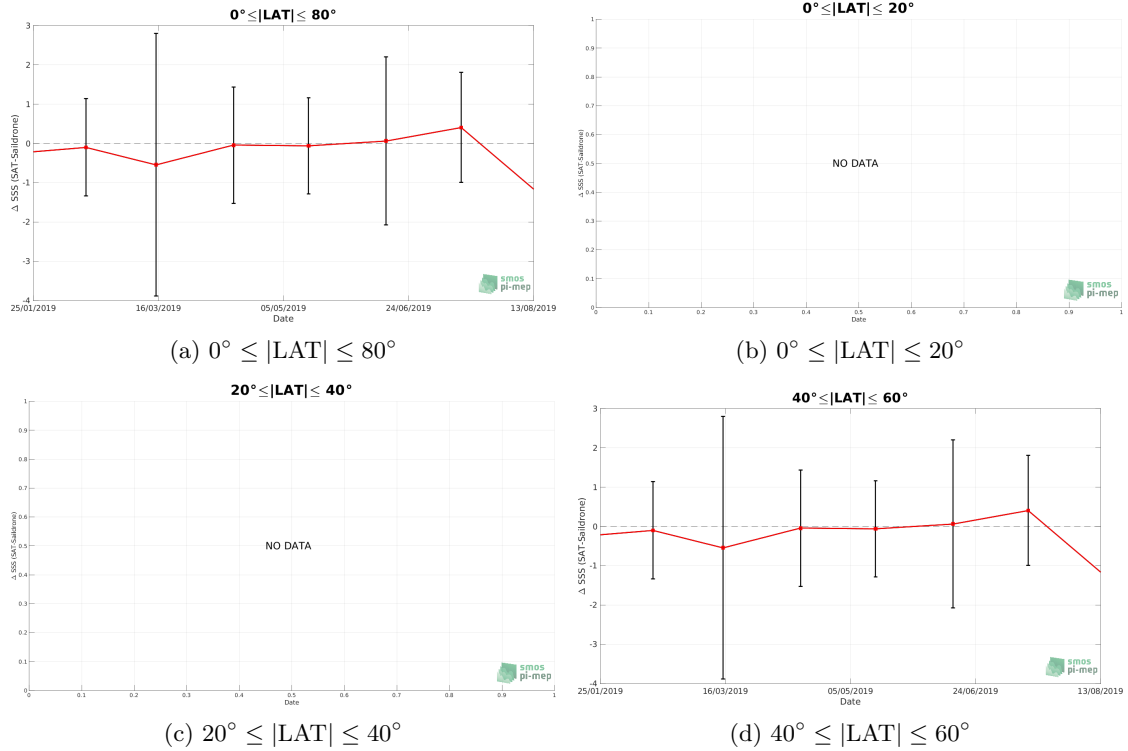 0°≤|LAT|≤ 80°
3
2
1
0
-1
-2
-3
-4
Δ SSS (SAT-Saildrone)
25/01/2019 16/03/2019 05/05/2019 24/06/2019 13/08/2019
Date
smos
pi-mep
(a) 0° ≤ |LAT| ≤ 80°
0°≤|LAT|≤ 20°
1
0.9
0.8
0.7
0.6
0.5
0.4
0.3
0.2
0.1
0
Δ SSS (SAT-Saildrone)
NO DATA
0 0.1 0.2 0.3 0.4 0.5 0.6 0.7 0.8 0.9 1
Date
smos
pi-mep
(b) 0° ≤ |LAT| ≤ 20°
20°≤|LAT|≤ 40°
1
0.9
0.8
0.7
0.6
0.5
0.4
0.3
0.2
0.1
0
Δ SSS (SAT-Saildrone)
NO DATA
0 0.1 0.2 0.3 0.4 0.5 0.6 0.7 0.8 0.9 1
Date
smos
pi-mep
(c) 20° ≤ |LAT| ≤ 40°
40°≤|LAT|≤ 60°
3
2
1
0
-1
-2
-3
-4
Δ SSS (SAT-Saildrone)
25/01/2019 16/03/2019 05/05/2019 24/06/2019 13/08/2019
Date
smos
pi-mep
(d) 40° ≤ |LAT| ≤ 60°